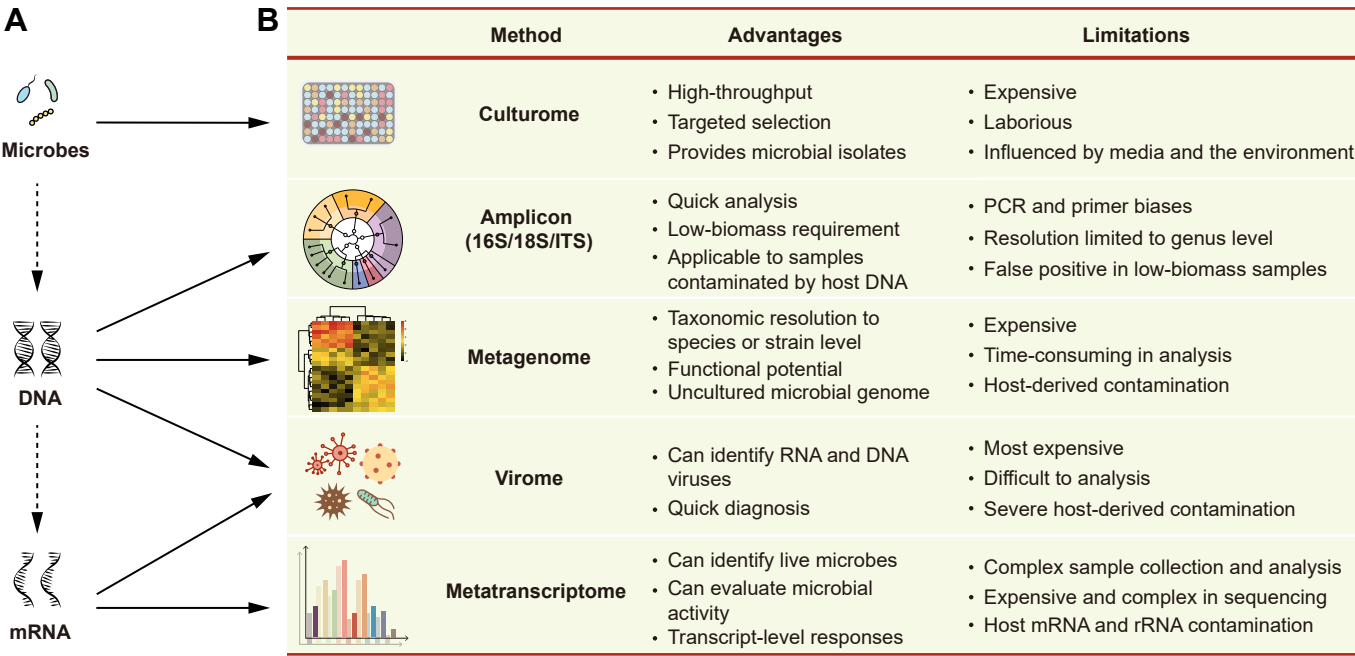 A
B
Microbes
DNA
mRNA
Method
Advantages
Limitations
Culturome
• High-throughput
• Targeted selection
• Provides microbial isolates
• Expensive
• Laborious
• Influenced by media and the environment
Amplicon
(16S/18S/ITS)
• Quick analysis
• Low-biomass requirement
• Applicable to samples
contaminated by host DNA
• PCR and primer biases
• Resolution limited to genus level
• False positive in low-biomass samples
Metagenome
• Taxonomic resolution to
species or strain level
• Functional potential
• Uncultured microbial genome
• Expensive
• Time-consuming in analysis
• Host-derived contamination
Virome
• Can identify RNA and DNA
viruses
• Quick diagnosis
• Most expensive
• Difficult to analysis
• Severe host-derived contamination
Metatranscriptome
• Can identify live microbes
• Can evaluate microbial
activity
• Transcript-level responses
• Complex sample collection and analysis
• Expensive and complex in sequencing
• Host mRNA and rRNA contamination